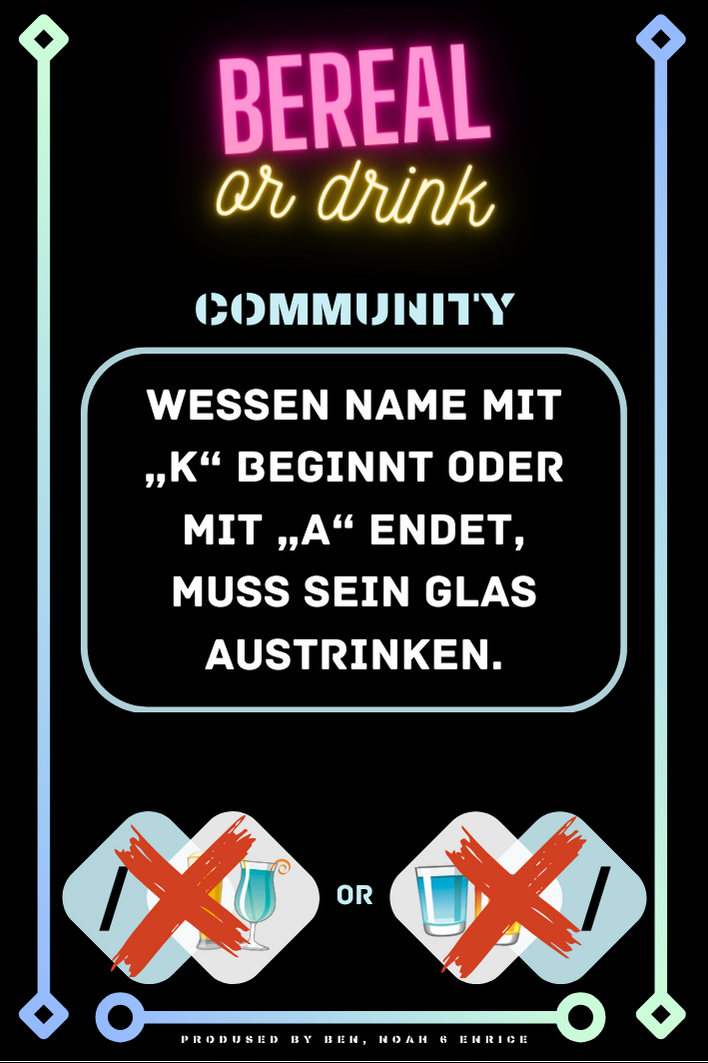 BEREAL
or drink
COMMUNITY
WESSEN NAME MIT
„K“ BEGINNT ODER
MIT „A“ ENDET,
MUSS SEIN GLAS
AUSTRINKEN.
/ OR /
PRODUSED BY BEN, NOAH & ENRICE